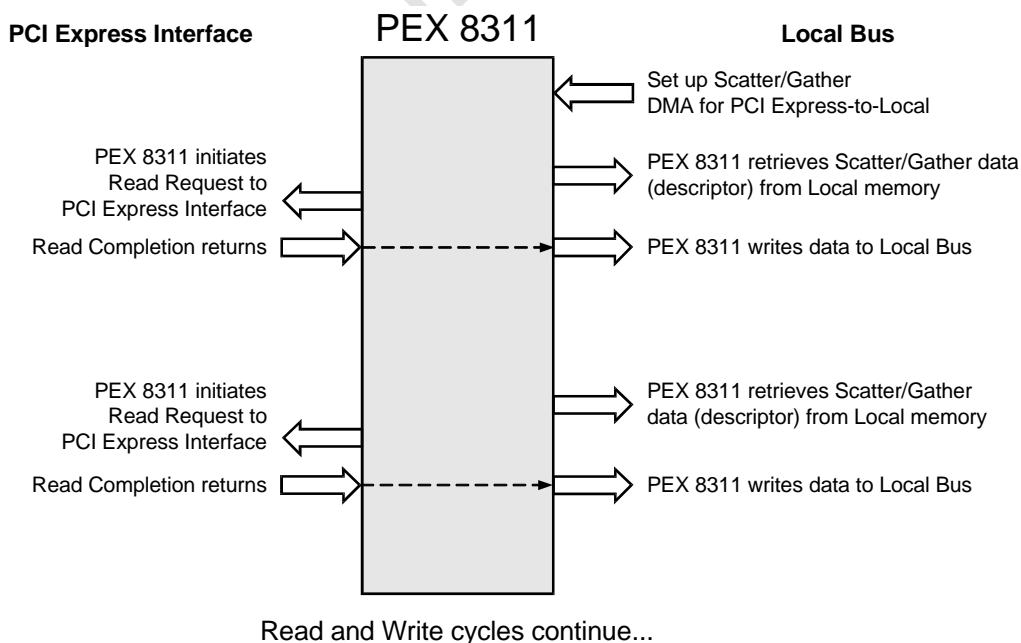 PCI Express Interface
PEX 8311
Local Bus
Set up Scatter/Gather
DMA for PCI Express-to-Local
PEX 8311 initiates
Read Request to
PCI Express Interface
PEX 8311 retrieves Scatter/Gather data
(descriptor) from Local memory
Read Completion returns
PEX 8311 writes data to Local Bus
PEX 8311 initiates
Read Request to
PCI Express Interface
PEX 8311 retrieves Scatter/Gather
data (descriptor) from Local memory
Read Completion returns
PEX 8311 writes data to Local Bus
Read and Write cycles continue...